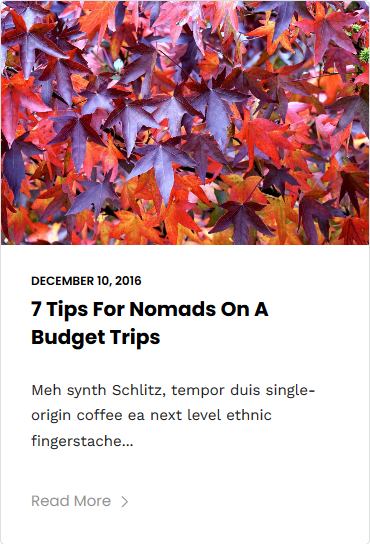 DECEMBER 10, 2016
7 Tips For Nomads On A
Budget Trips
Meh synth Schlitz, tempor duis single-
origin coffee ea next level ethnic
fingerstache...
Read More